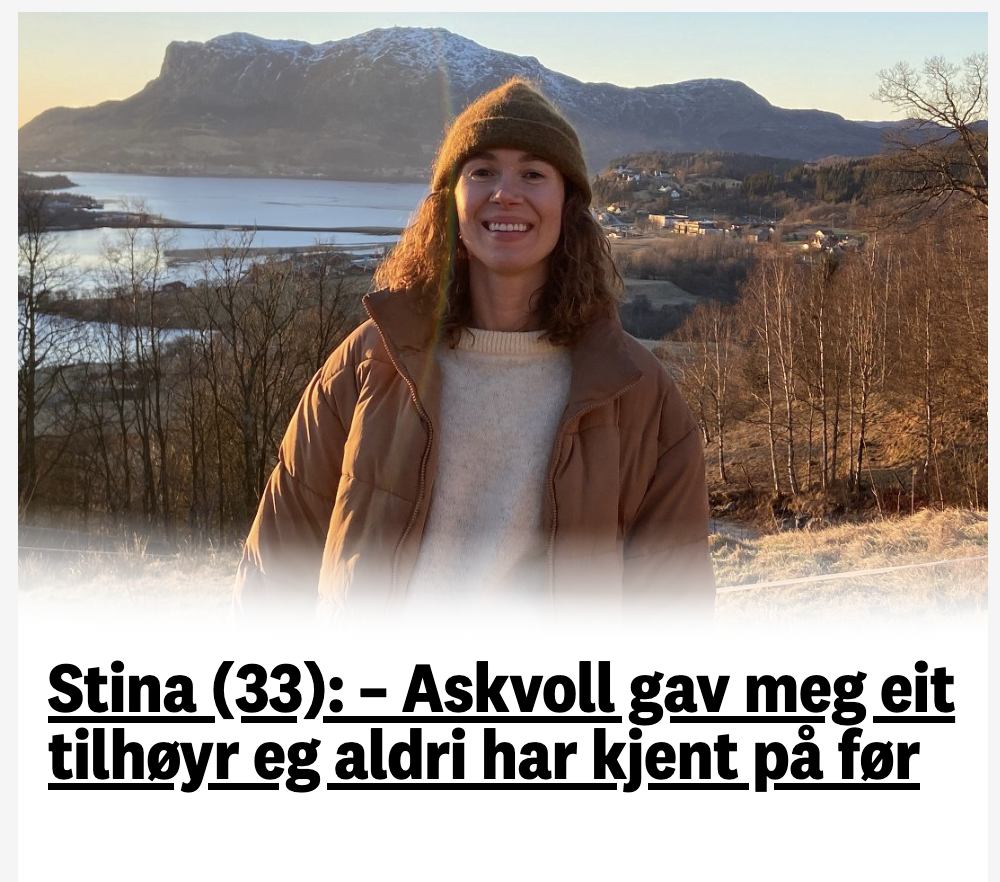 Stina (33): – Askvoll gav meg eit
tilhøyr eg aldri har kjent på før